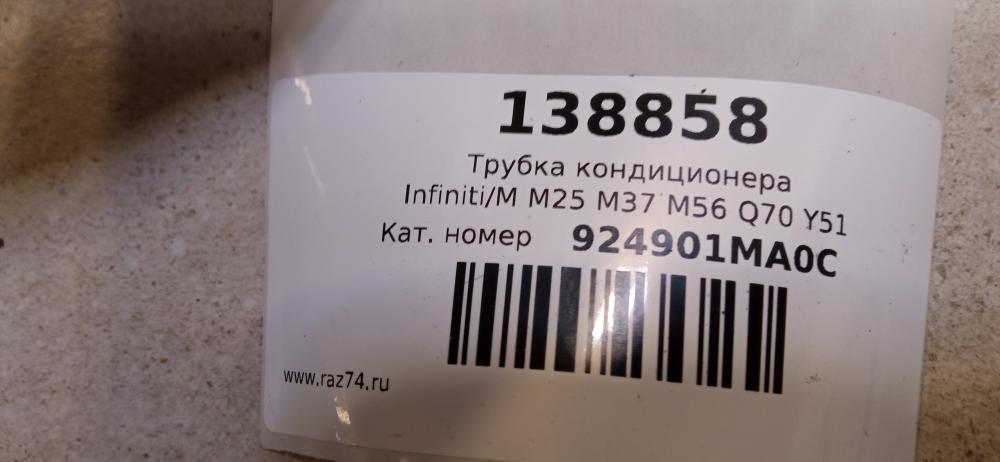 138858
Трубка кондиционера
Infiniti/M M25 M37 M56 Q70 Y51
Кат. номер 924901MA0C
www.raz74.ru